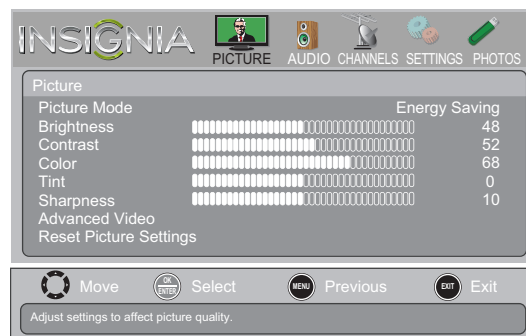 INSIGNIA
PICTURE AUDIO CHANNELS SETTINGS PHOTOS
Picture
Picture Mode Energy Saving
Brightness 48
Contrast 52
Color 68
Tint 0
Sharpness 10
Advanced Video
Reset Picture Settings
Move OK ENTER Select MENU Previous EXIT Exit
Adjust settings to affect picture quality.